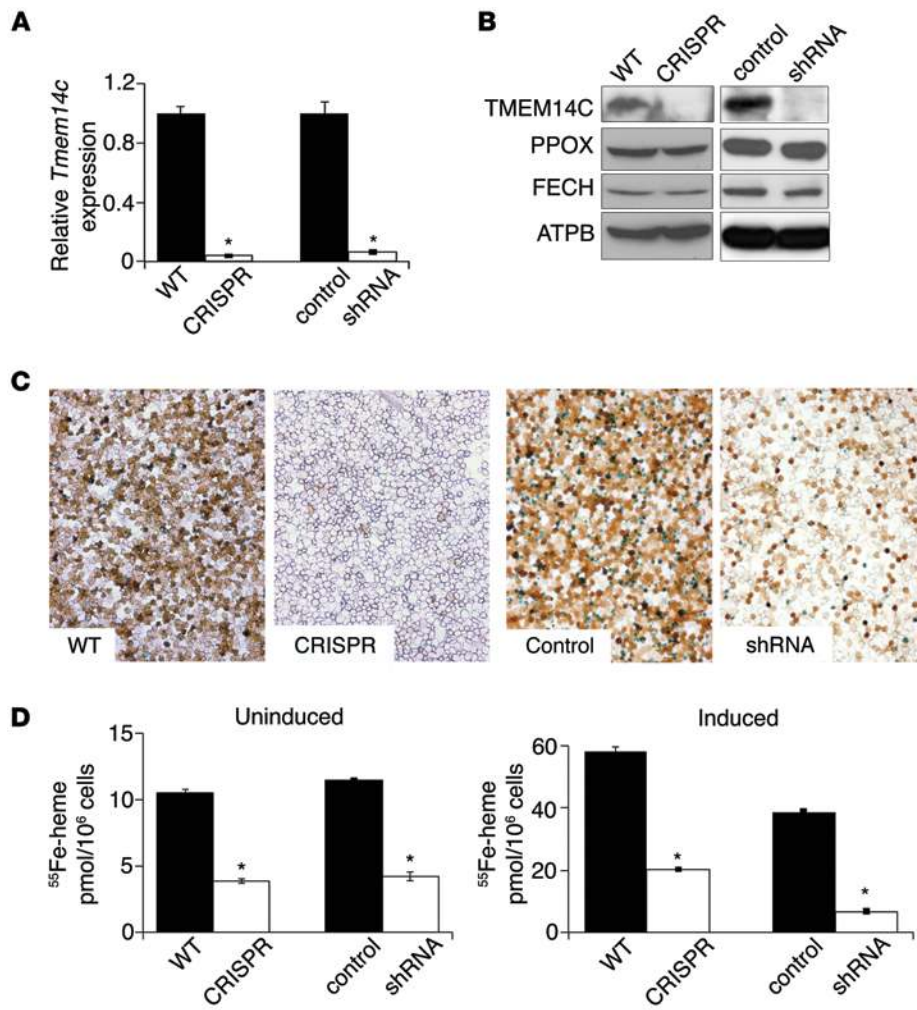 A
Relative Tmem14c
expression
1.2
0.8
0.4
0
*
*
WT
CRISPR
control
shRNA
B
WT
CRISPR
control
shRNA
TMEM14C
PPOX
FECH
ATPB
C
WT
CRISPR
Control
shRNA
D
Uninduced
⁵⁵Fe-heme
pmol/10⁶ cells
15
10
5
0
*
*
WT
CRISPR
control
shRNA
Induced
⁵⁵Fe-heme
pmol/10⁶ cells
60
40
20
0
*
*
WT
CRISPR
control
shRNA